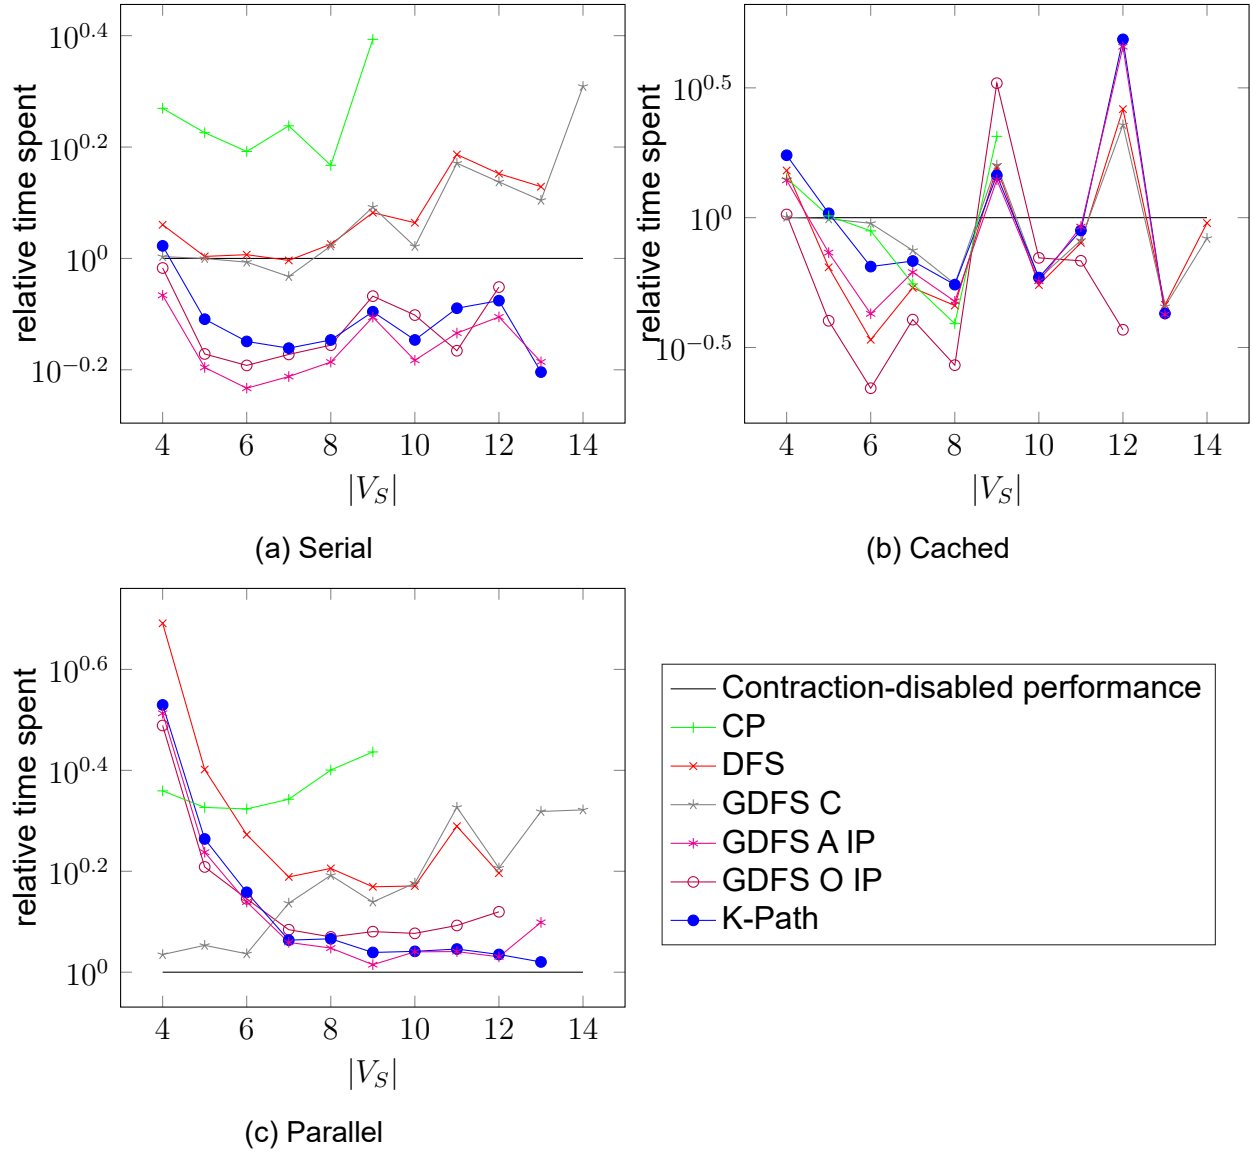 relative time spent
10^0.4
10^0.2
10^0
10^−0.2
4 6 8 10 12 14
|V_S|
(a) Serial
relative time spent
10^0.5
10^0
10^−0.5
4 6 8 10 12 14
|V_S|
(b) Cached
relative time spent
10^0.6
10^0.4
10^0.2
10^0
4 6 8 10 12 14
|V_S|
(c) Parallel
Contraction-disabled performance
CP
DFS
GDFS C
GDFS A IP
GDFS O IP
K-Path